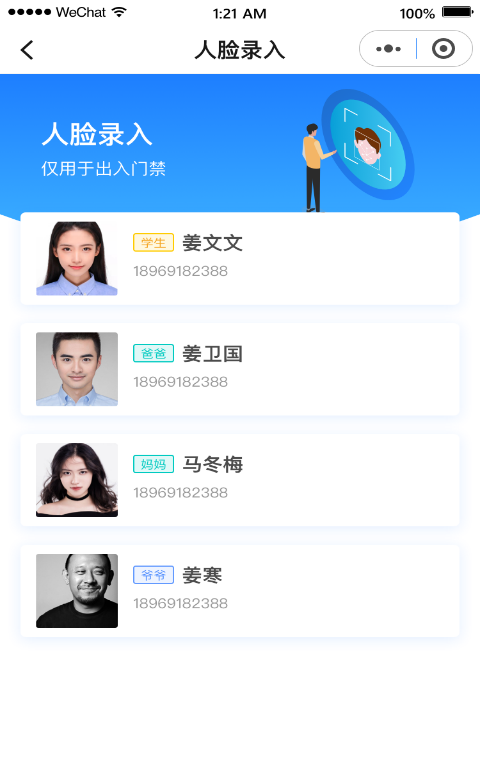 WeChat 1:21 AM 100%
人脸录入
人脸录入
仅用于出入门禁
学生 姜文文
18969182388
爸爸 姜卫国
18969182388
妈妈 马冬梅
18969182388
爷爷 姜寒
18969182388